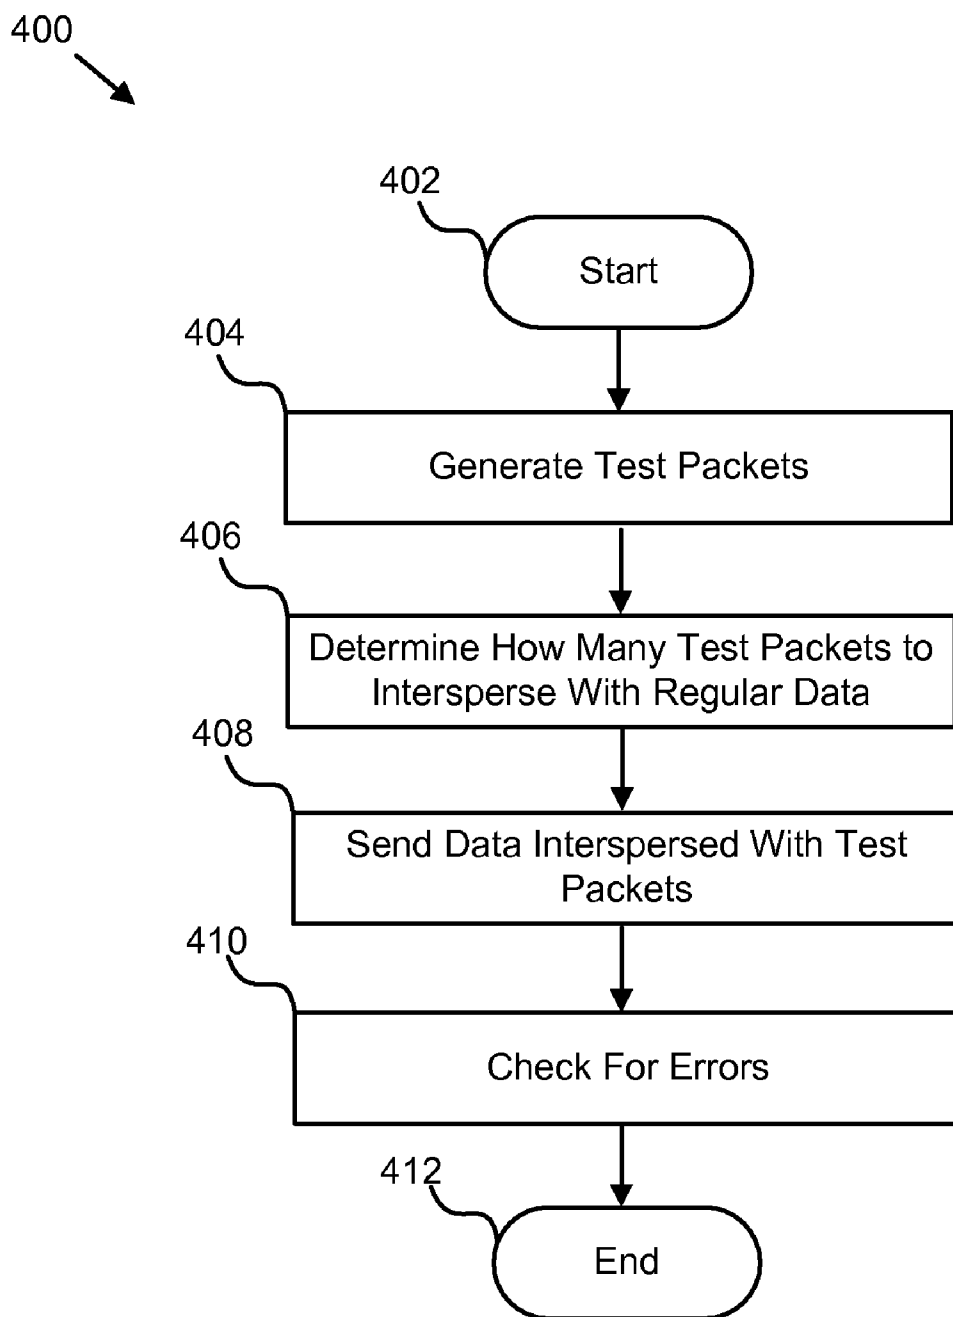 400
402
Start
404
Generate Test Packets
406
Determine How Many Test Packets to
Intersperse With Regular Data
408
Send Data Interspersed With Test
Packets
410
Check For Errors
412
End